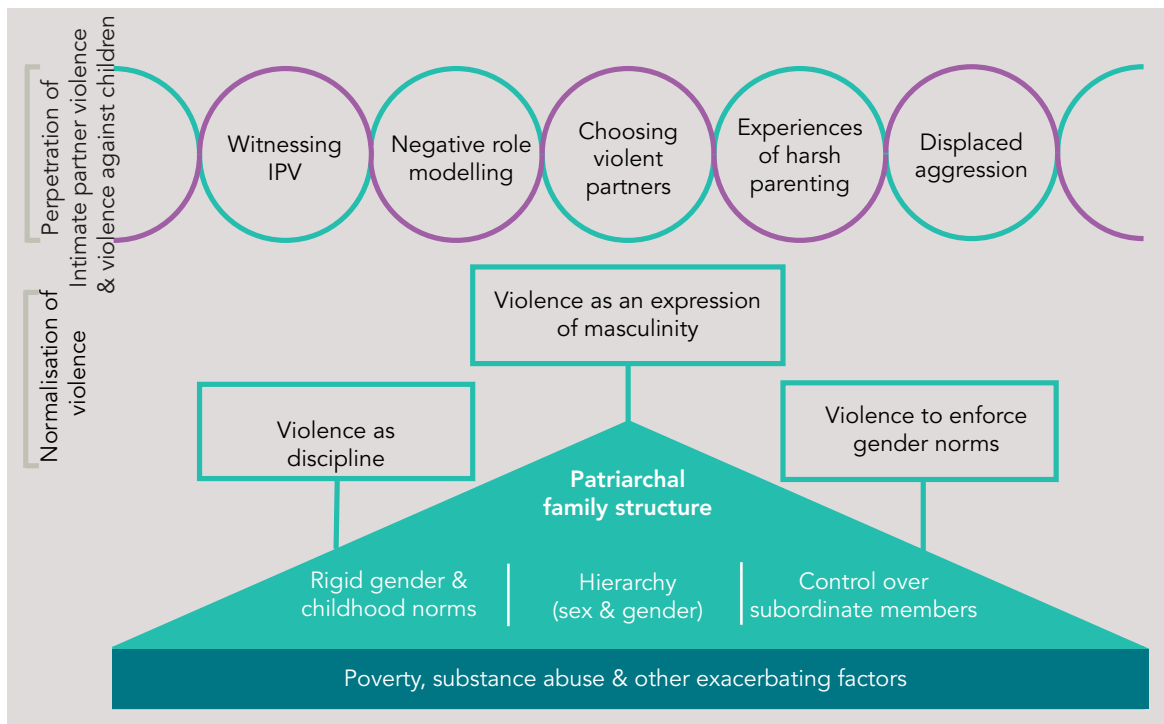 Perpetration of
Intimate partner violence
& violence against children
Witnessing
IPV
Negative role
modelling
Choosing
violent
partners
Experiences
of harsh
parenting
Displaced
aggression
Normalisation of
violence
Violence as an expression
of masculinity
Violence as
discipline
Violence to enforce
gender norms
Patriarchal
family structure
Rigid gender &
childhood norms
Hierarchy
(sex & gender)
Control over
subordinate members
Poverty, substance abuse & other exacerbating factors